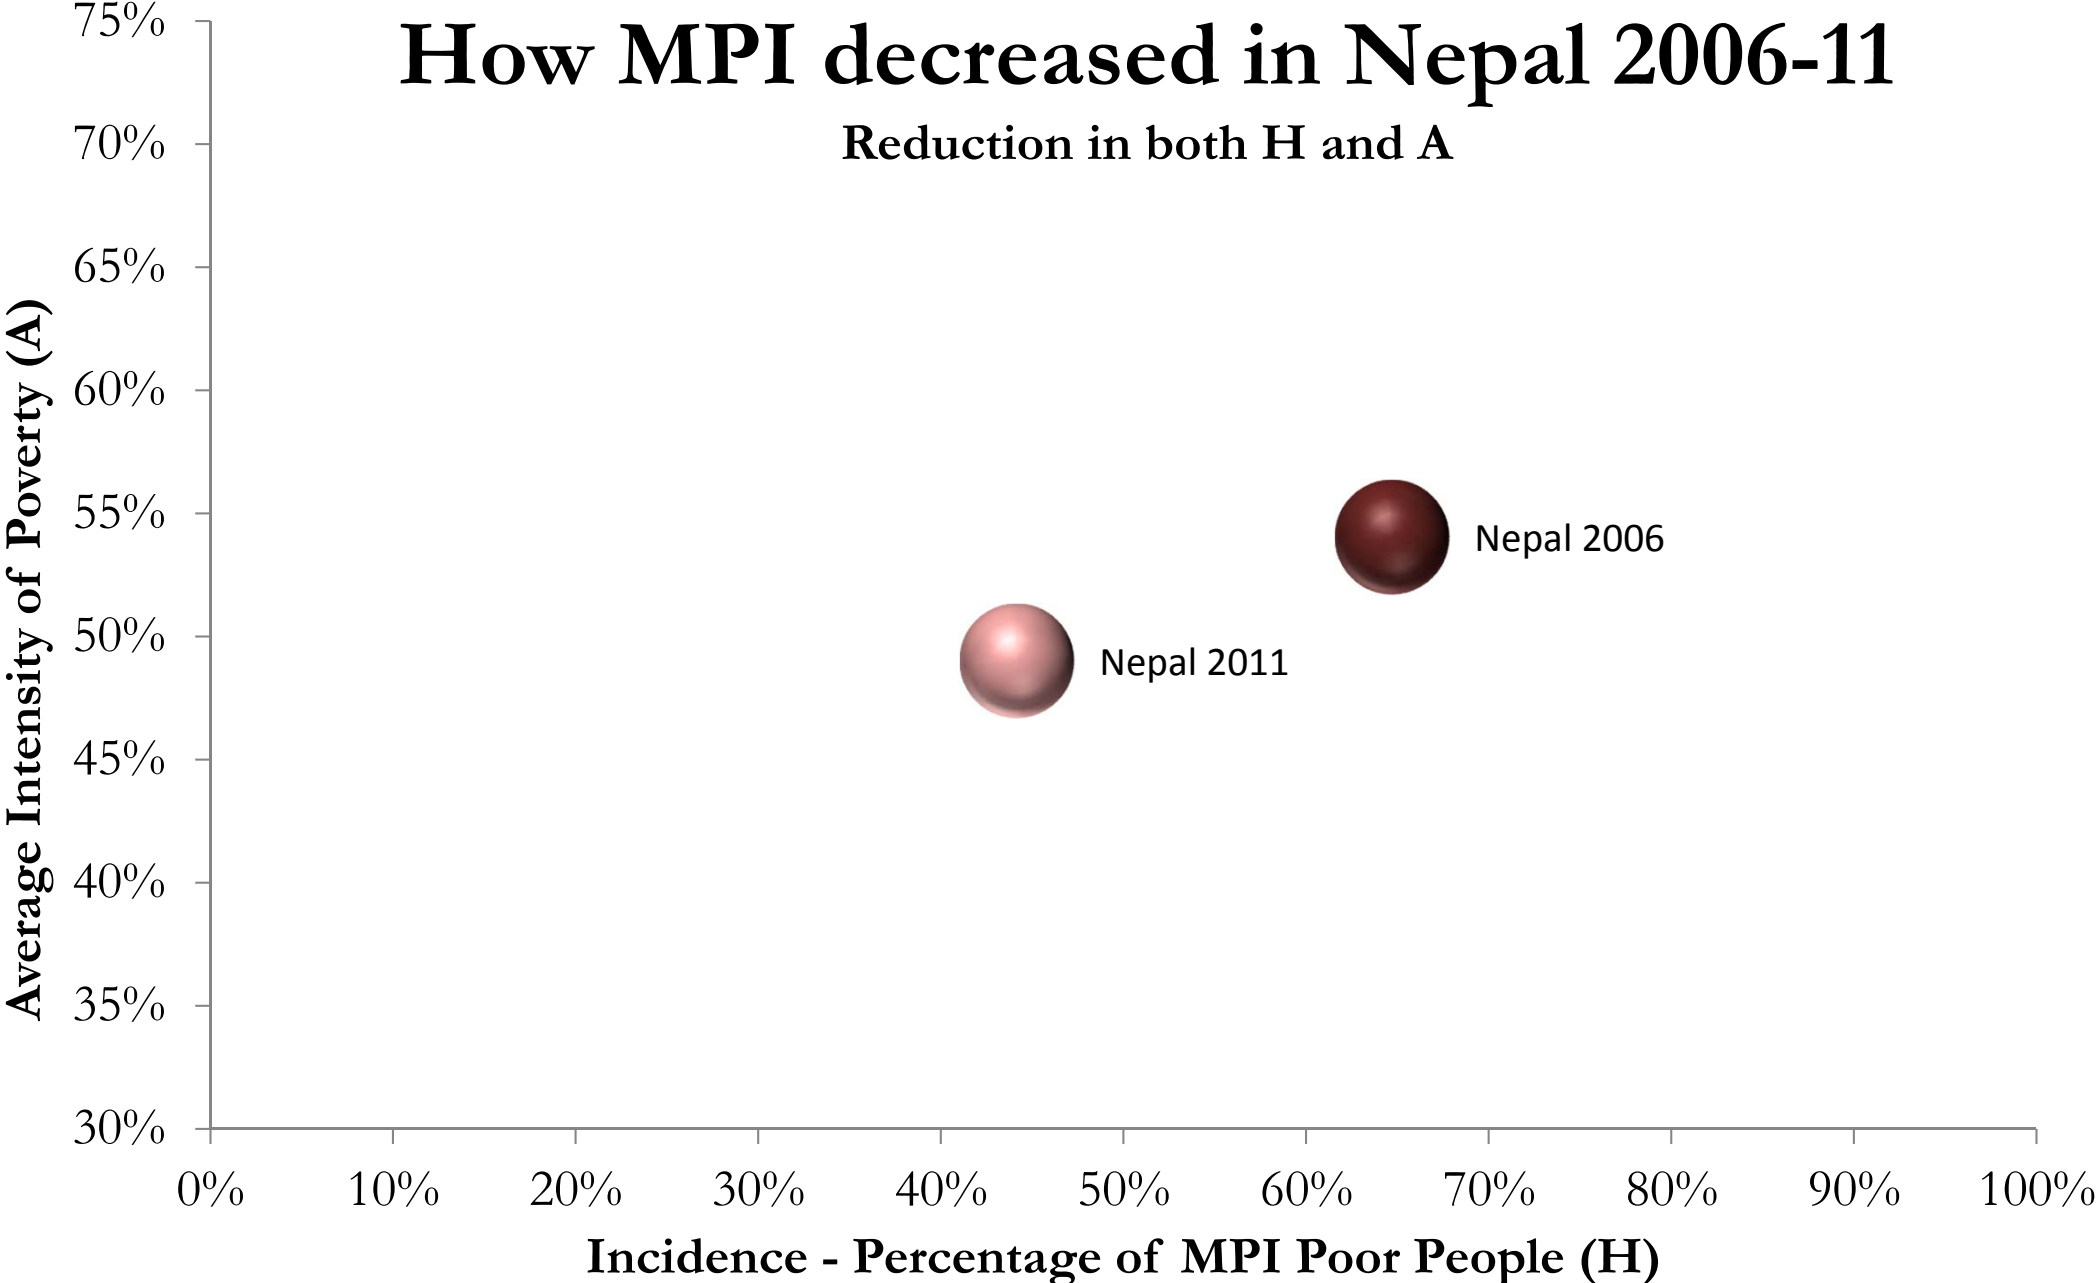 How MPI decreased in Nepal 2006-11
Reduction in both H and A
Average Intensity of Poverty (A)
75%
70%
65%
60%
55%
50%
45%
40%
35%
30%
Nepal 2006
Nepal 2011
0% 10% 20% 30% 40% 50% 60% 70% 80% 90% 100%
Incidence - Percentage of MPI Poor People (H)